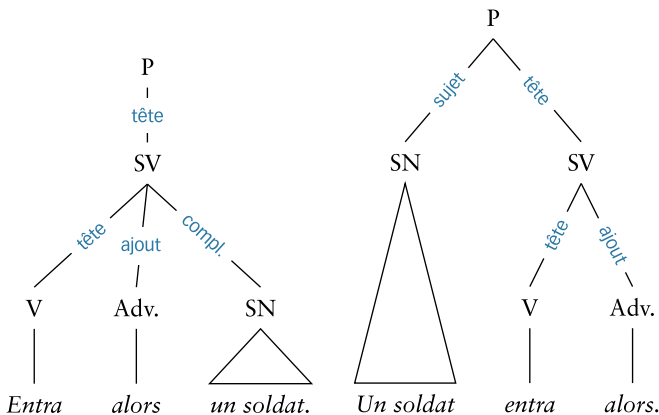 P
tête
SV
tête ajout compl.
V Adv. SN
Entra alors un soldat.
P
sujet tête
SN SV
tête ajout
V Adv.
Un soldat entra alors.